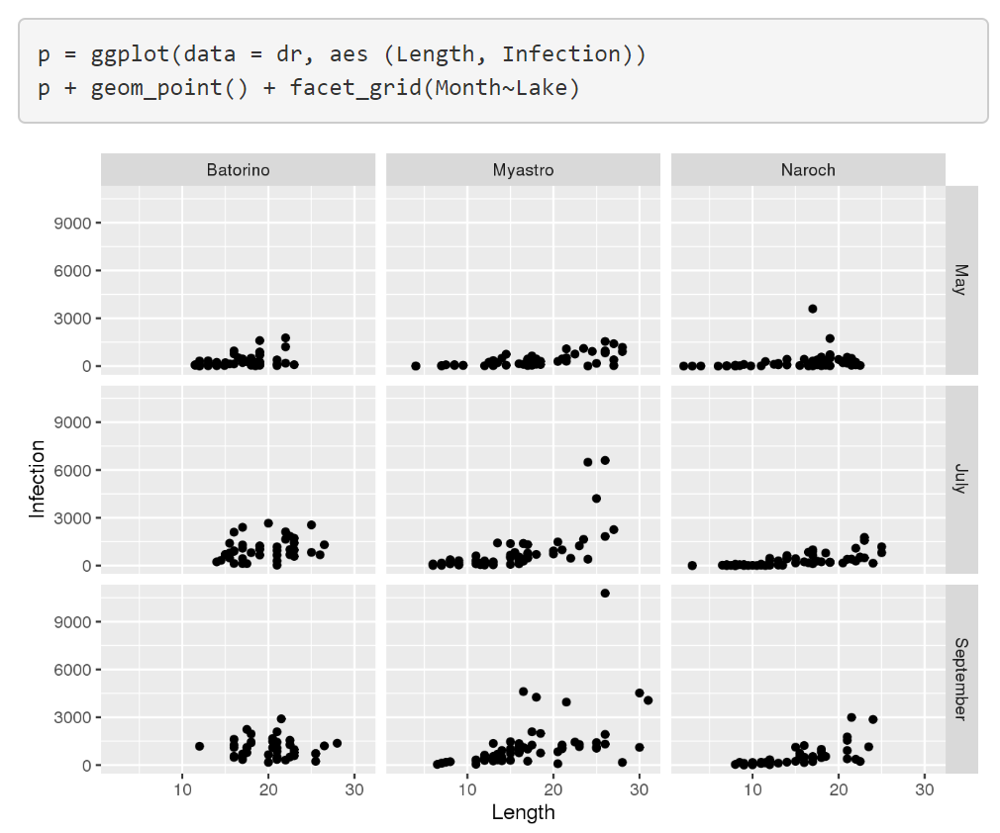 p = ggplot(data = dr, aes (Length, Infection))
p + geom_point() + facet_grid(Month~Lake)
Batorino Myastro Naroch
9000
6000
3000
0
May
9000
6000
3000
0
July
Infection
9000
6000
3000
0
September
10 20 30 10 20 30 10 20 30
Length